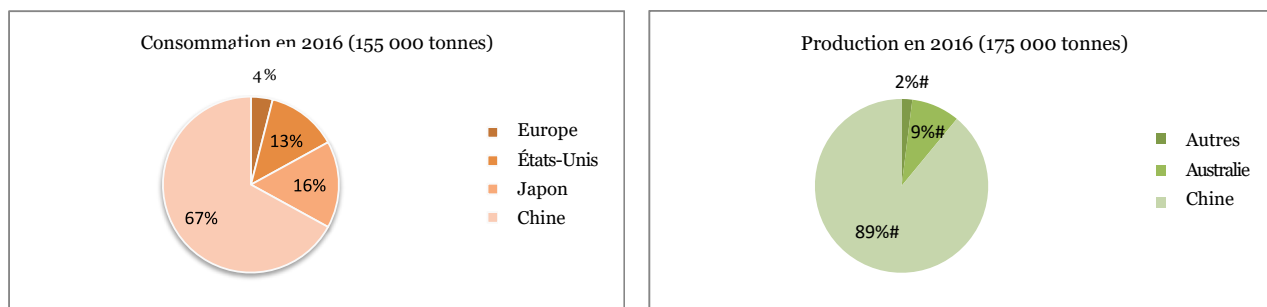 Consommation en 2016 (155 000 tonnes)
4%
13%
16%
67%
Europe
États-Unis
Japon
Chine
Production en 2016 (175 000 tonnes)
2%#
9%#
89%#
Autres
Australie
Chine